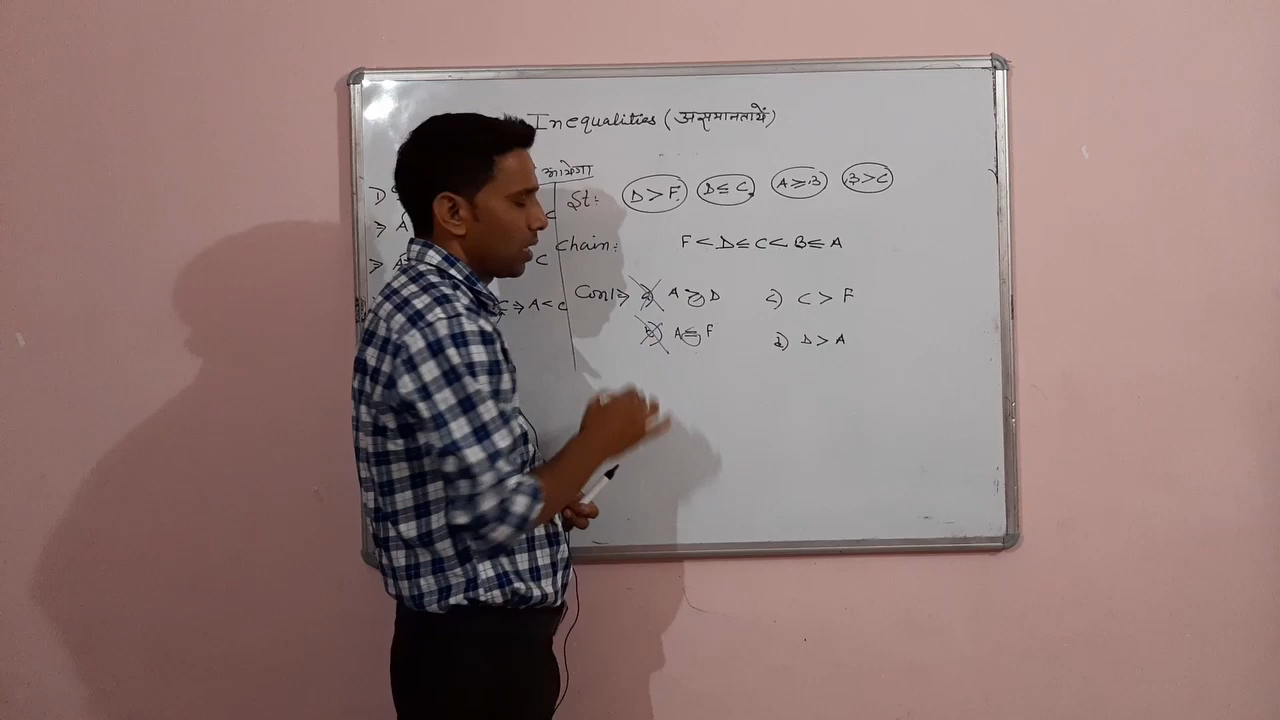 Inequalities (असमानतायें)
St: D > F. D ≤ C. A ≥ B B > C
Chain: F < D ≤ C < B ≤ A
Conl ⇒ a) A ≥ D c) C > F
b) A ≤ F d) D > A
D
⇒ A
⇒ A C
⇒ A < C